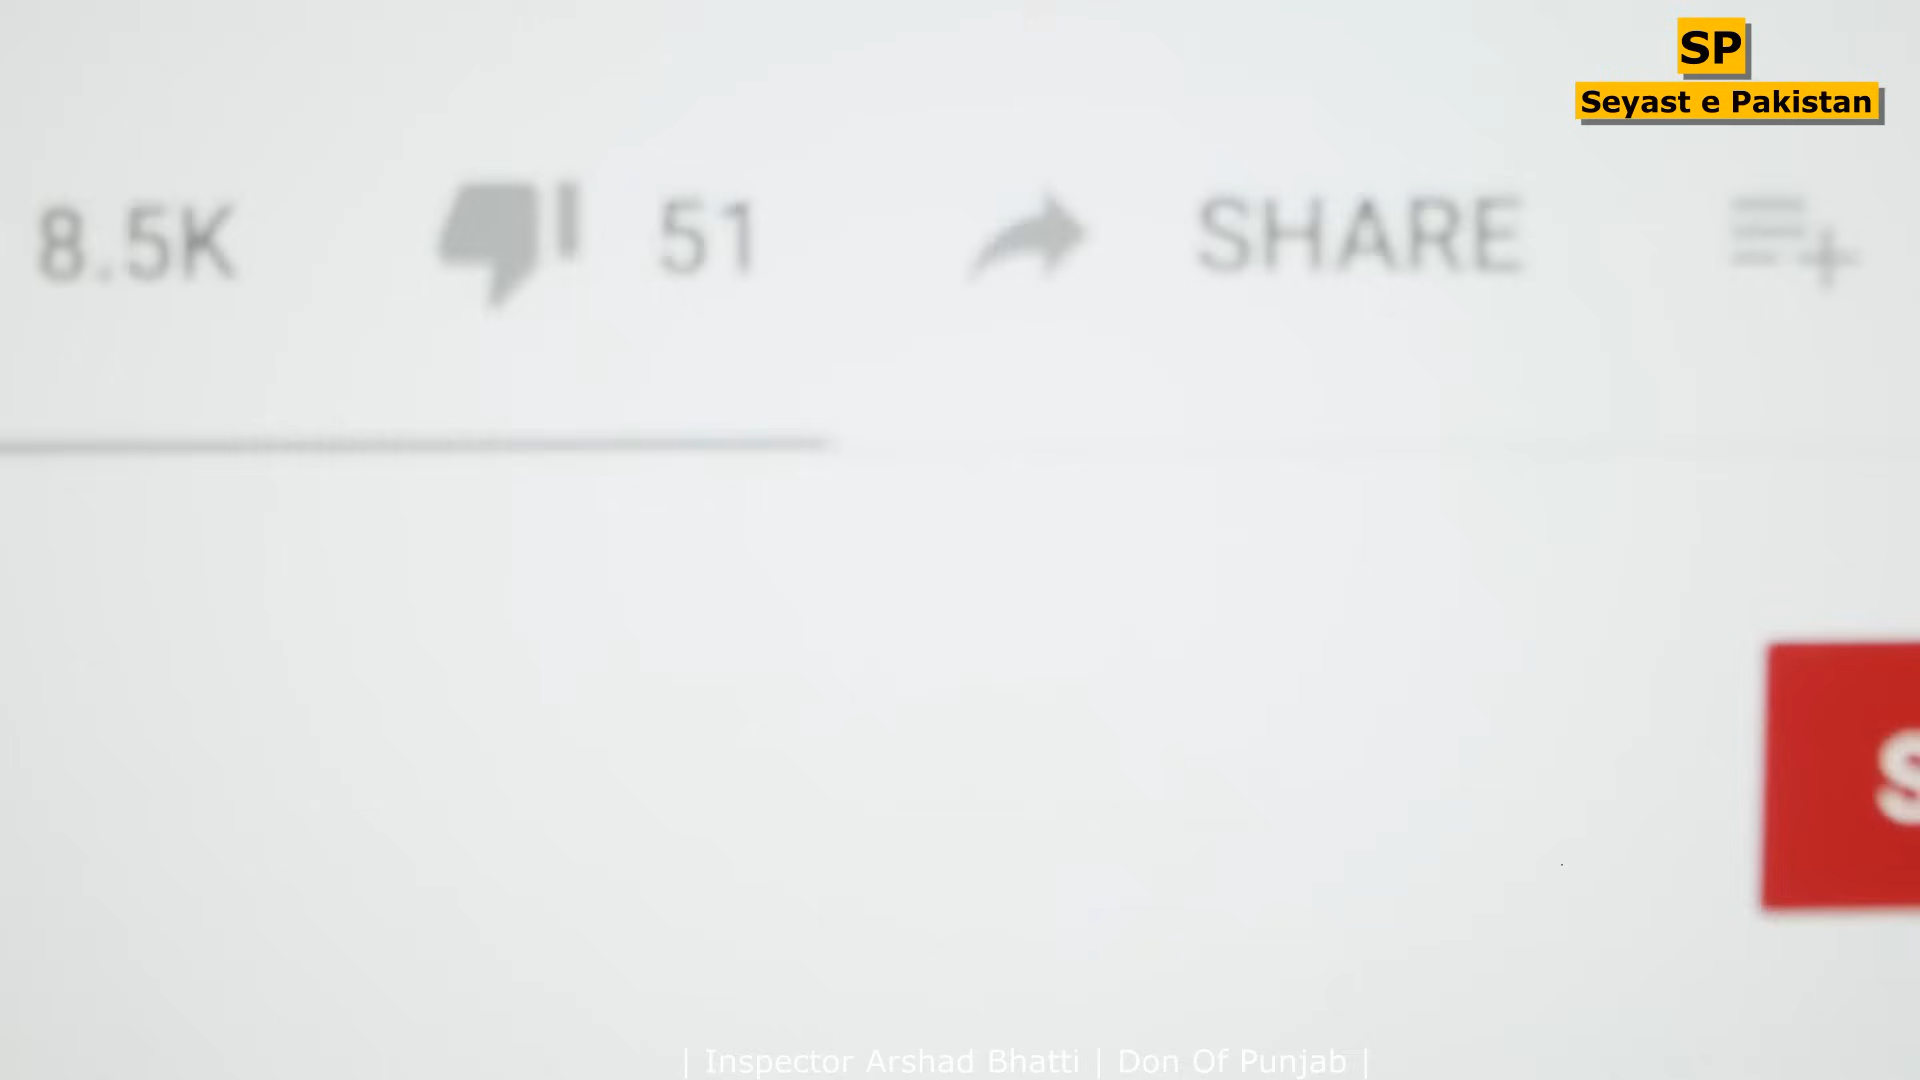 SP
Seyast e Pakistan
8.5K 51 SHARE
S
| Inspector Arshad Bhatti | Don Of Punjab |